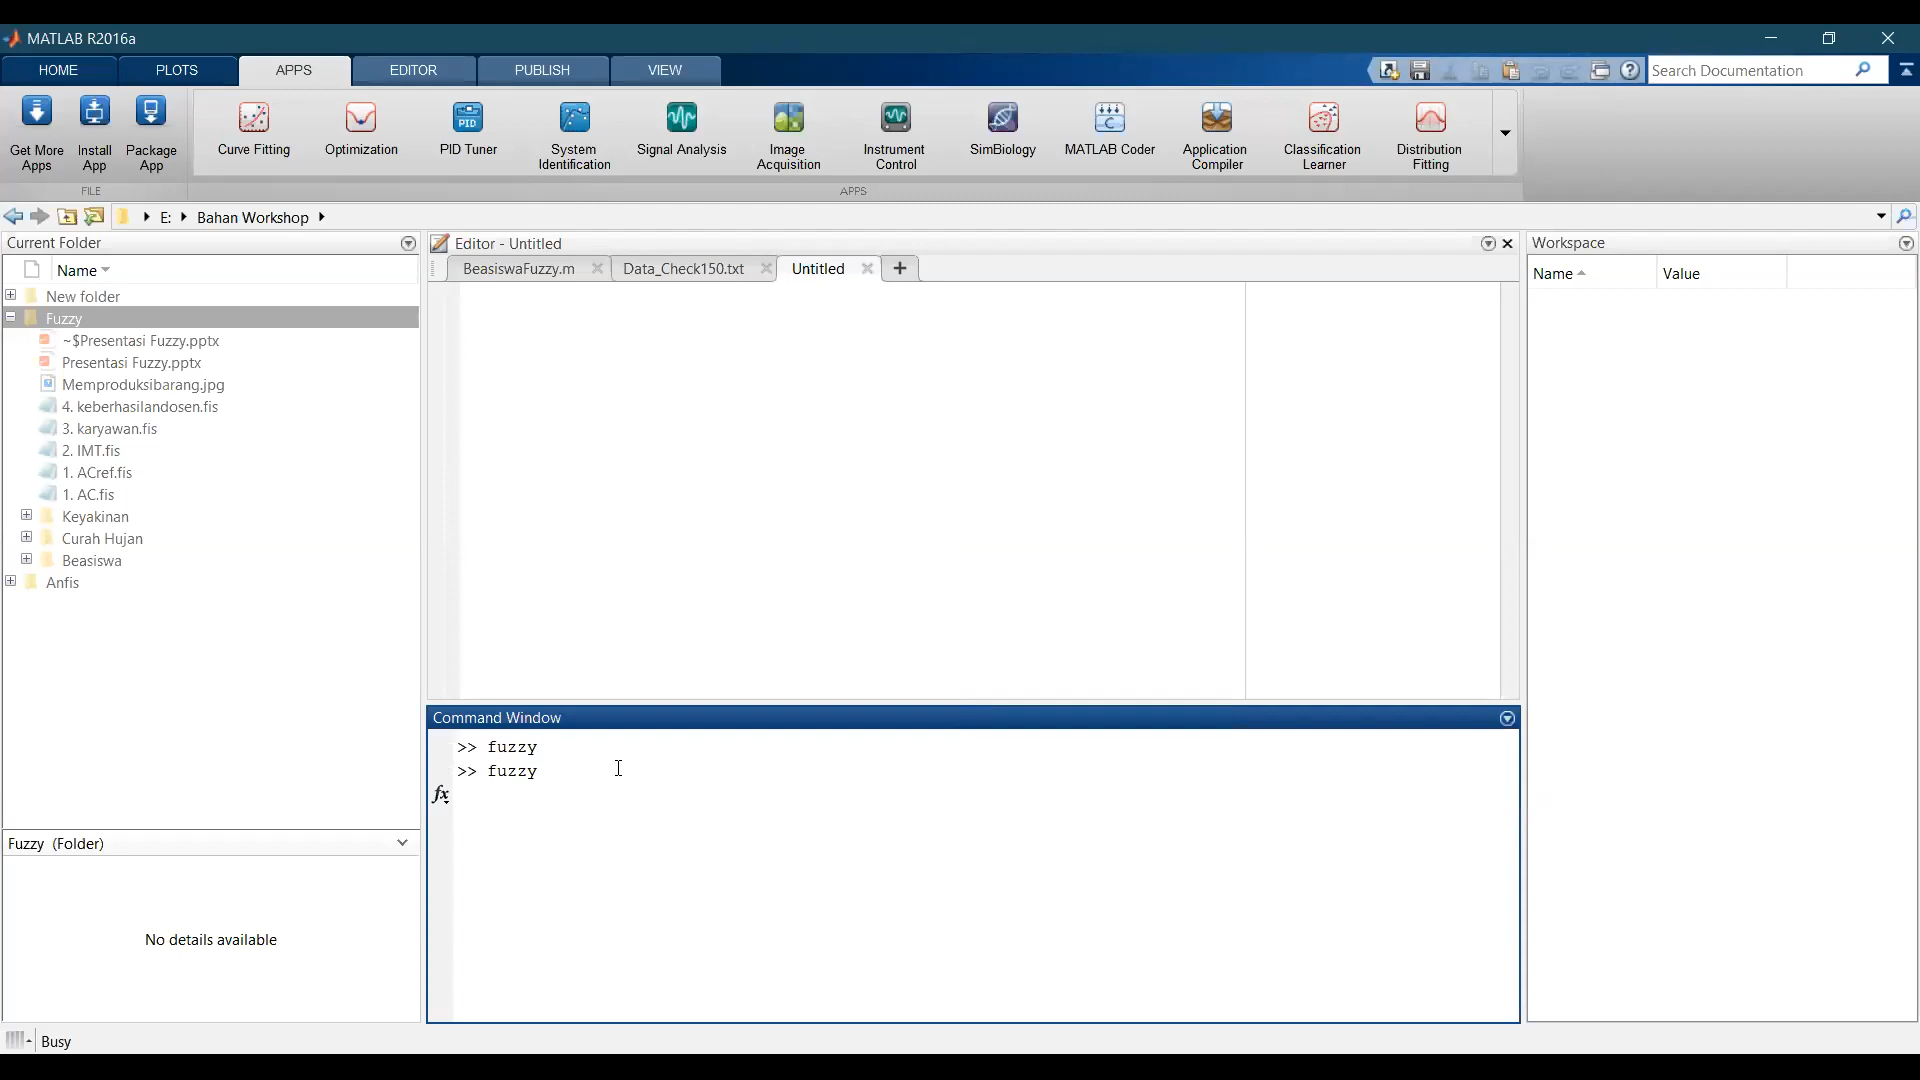 MATLAB R2016a
HOME
PLOTS
APPS
EDITOR
PUBLISH
VIEW
Search Documentation
Get More Apps
Install App
Package App
Curve Fitting
Optimization
PID
PID Tuner
System Identification
Signal Analysis
Image Acquisition
Instrument Control
SimBiology
C
MATLAB Coder
Application Compiler
Classification Learner
Distribution Fitting
FILE
APPS
E:
Bahan Workshop
Current Folder
Name
New folder
Fuzzy
~$Presentasi Fuzzy.pptx
Presentasi Fuzzy.pptx
Memproduksibarang.jpg
4. keberhasilandosen.fis
3. karyawan.fis
2. IMT.fis
1. ACref.fis
1. AC.fis
Keyakinan
Curah Hujan
Beasiswa
Anfis
Fuzzy (Folder)
No details available
Editor - Untitled
BeasiswaFuzzy.m
Data_Check150.txt
Untitled
Command Window
>> fuzzy
>> fuzzy
fx
Workspace
Name
Value
Busy